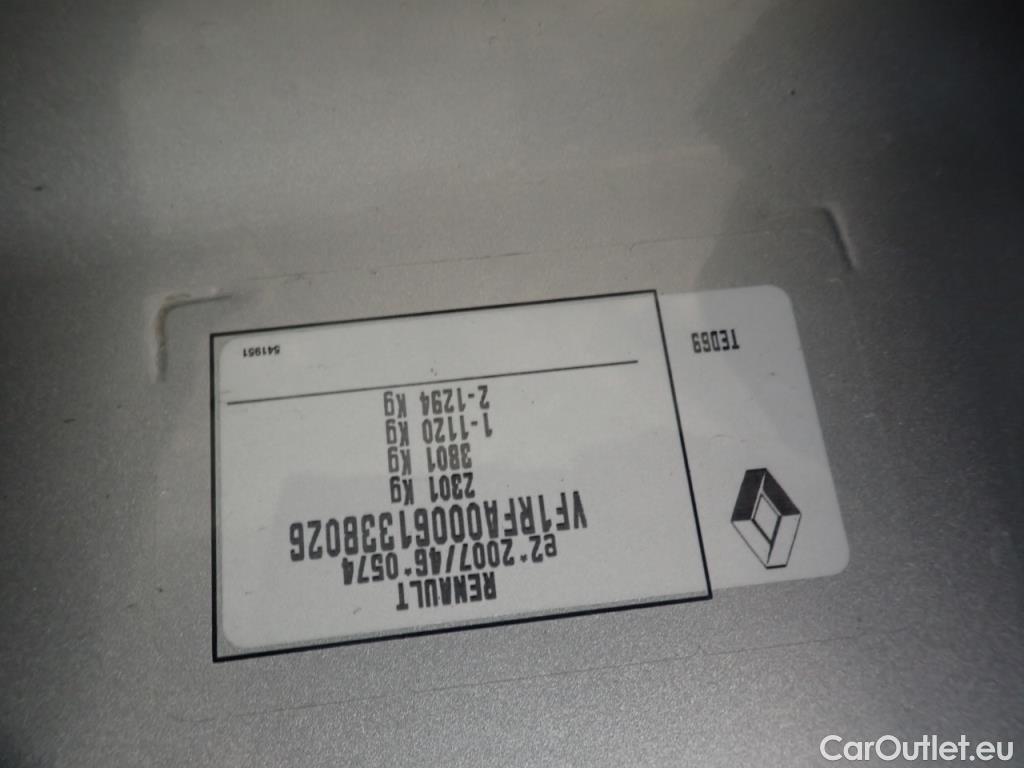 RENAULT
e2*2007/46*0574
VF1RFA00061338026
2301 Kg
3801 Kg
1-1120 Kg
2-1294 Kg
541951
TED69
CarOutlet.eu